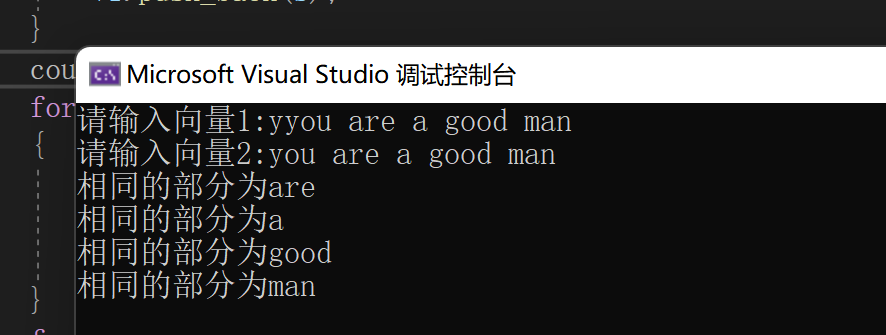 }
cou
for
{
}
Microsoft Visual Studio 调试控制台
请输入向量1:yyou are a good man
请输入向量2:you are a good man
相同的部分为are
相同的部分为a
相同的部分为good
相同的部分为man